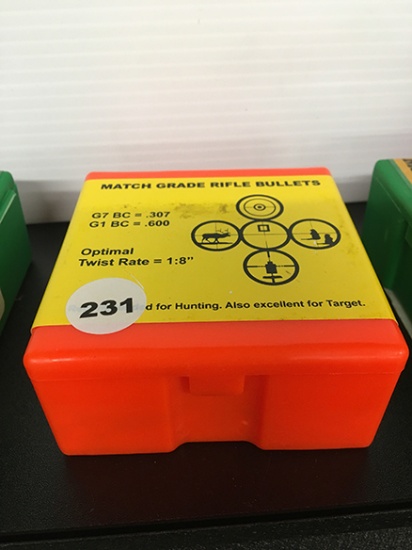 MATCH GRADE RIFLE BULLETS
G7 BC = .307
G1 BC = .600
Optimal
Twist Rate = 1:8"
231
d for Hunting. Also excellent for Target.